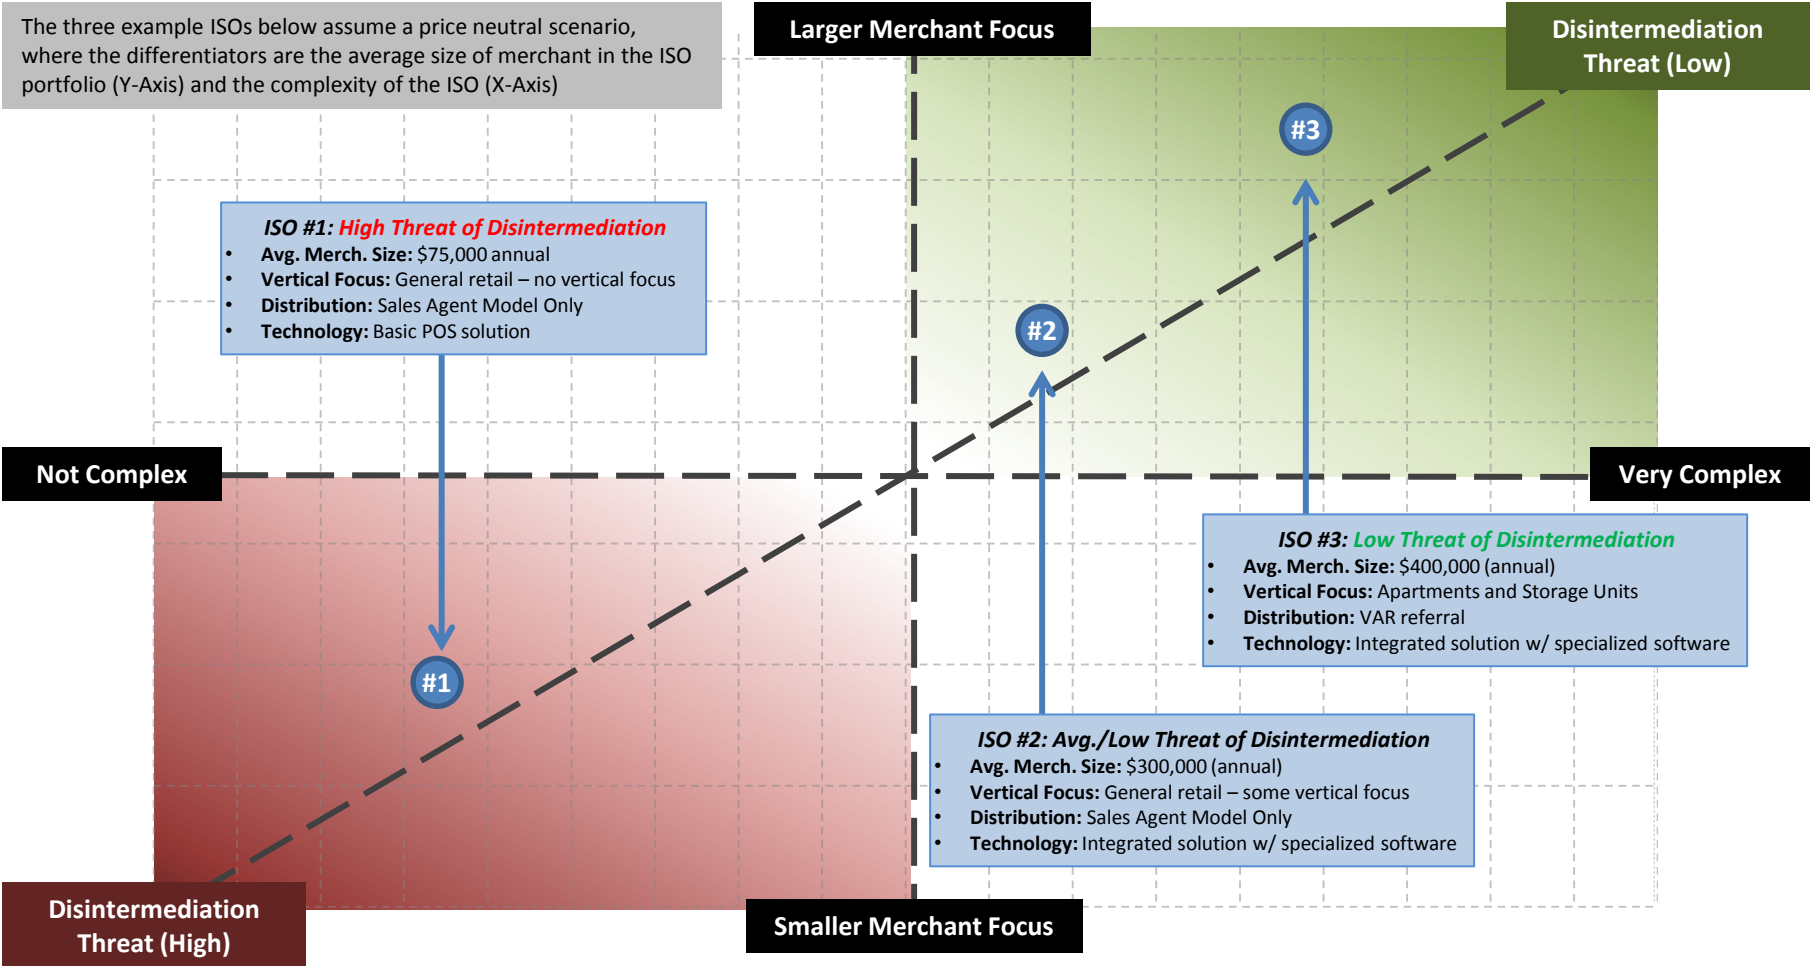 The three example ISOs below assume a price neutral scenario,
where the differentiators are the average size of merchant in the ISO
portfolio (Y-Axis) and the complexity of the ISO (X-Axis)
Larger Merchant Focus
Disintermediation
Threat (Low)
#3
ISO #1: High Threat of Disintermediation
• Avg. Merch. Size: $75,000 annual
• Vertical Focus: General retail – no vertical focus
• Distribution: Sales Agent Model Only
• Technology: Basic POS solution
#2
Not Complex
Very Complex
ISO #3: Low Threat of Disintermediation
• Avg. Merch. Size: $400,000 (annual)
• Vertical Focus: Apartments and Storage Units
• Distribution: VAR referral
• Technology: Integrated solution w/ specialized software
#1
ISO #2: Avg./Low Threat of Disintermediation
• Avg. Merch. Size: $300,000 (annual)
• Vertical Focus: General retail – some vertical focus
• Distribution: Sales Agent Model Only
• Technology: Integrated solution w/ specialized software
Disintermediation
Threat (High)
Smaller Merchant Focus